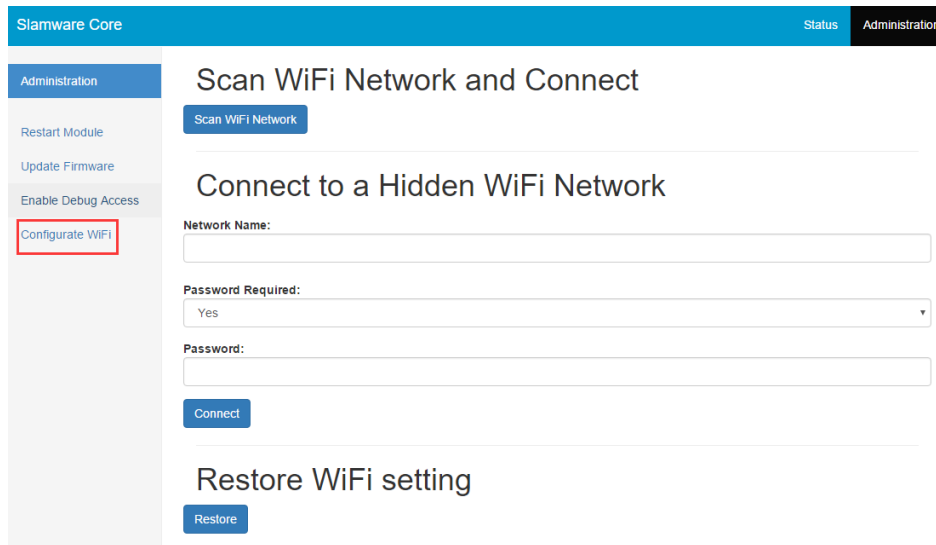 Slamware Core
Status
Administration
Administration
Restart Module
Update Firmware
Enable Debug Access
Configurate WiFi
Scan WiFi Network and Connect
Scan WiFi Network
Connect to a Hidden WiFi Network
Network Name:
Password Required:
Yes
Password:
Connect
Restore WiFi setting
Restore